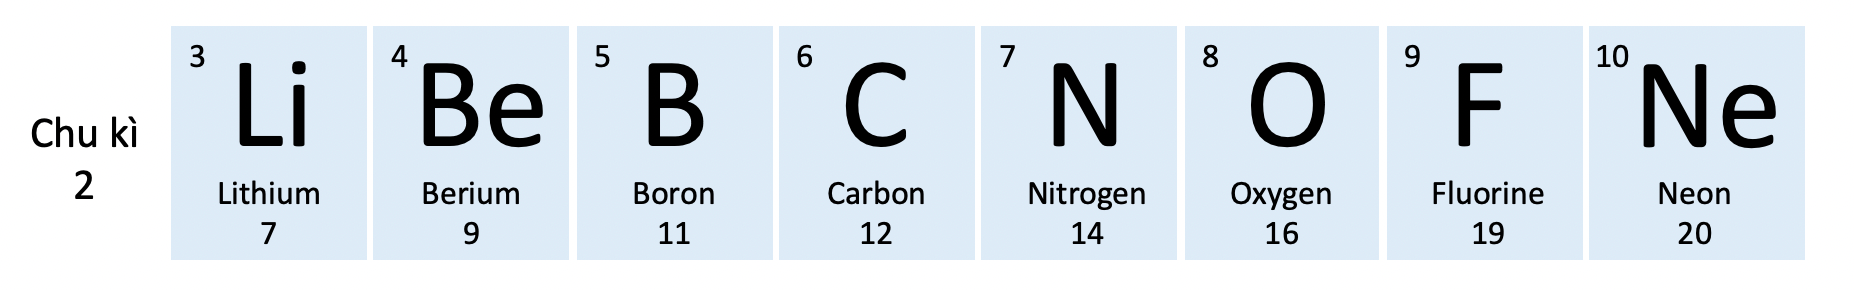 Chu kì
2
3
Li
Lithium
7
4
Be
Berium
9
5
B
Boron
11
6
C
Carbon
12
7
N
Nitrogen
14
8
O
Oxygen
16
9
F
Fluorine
19
10
Ne
Neon
20